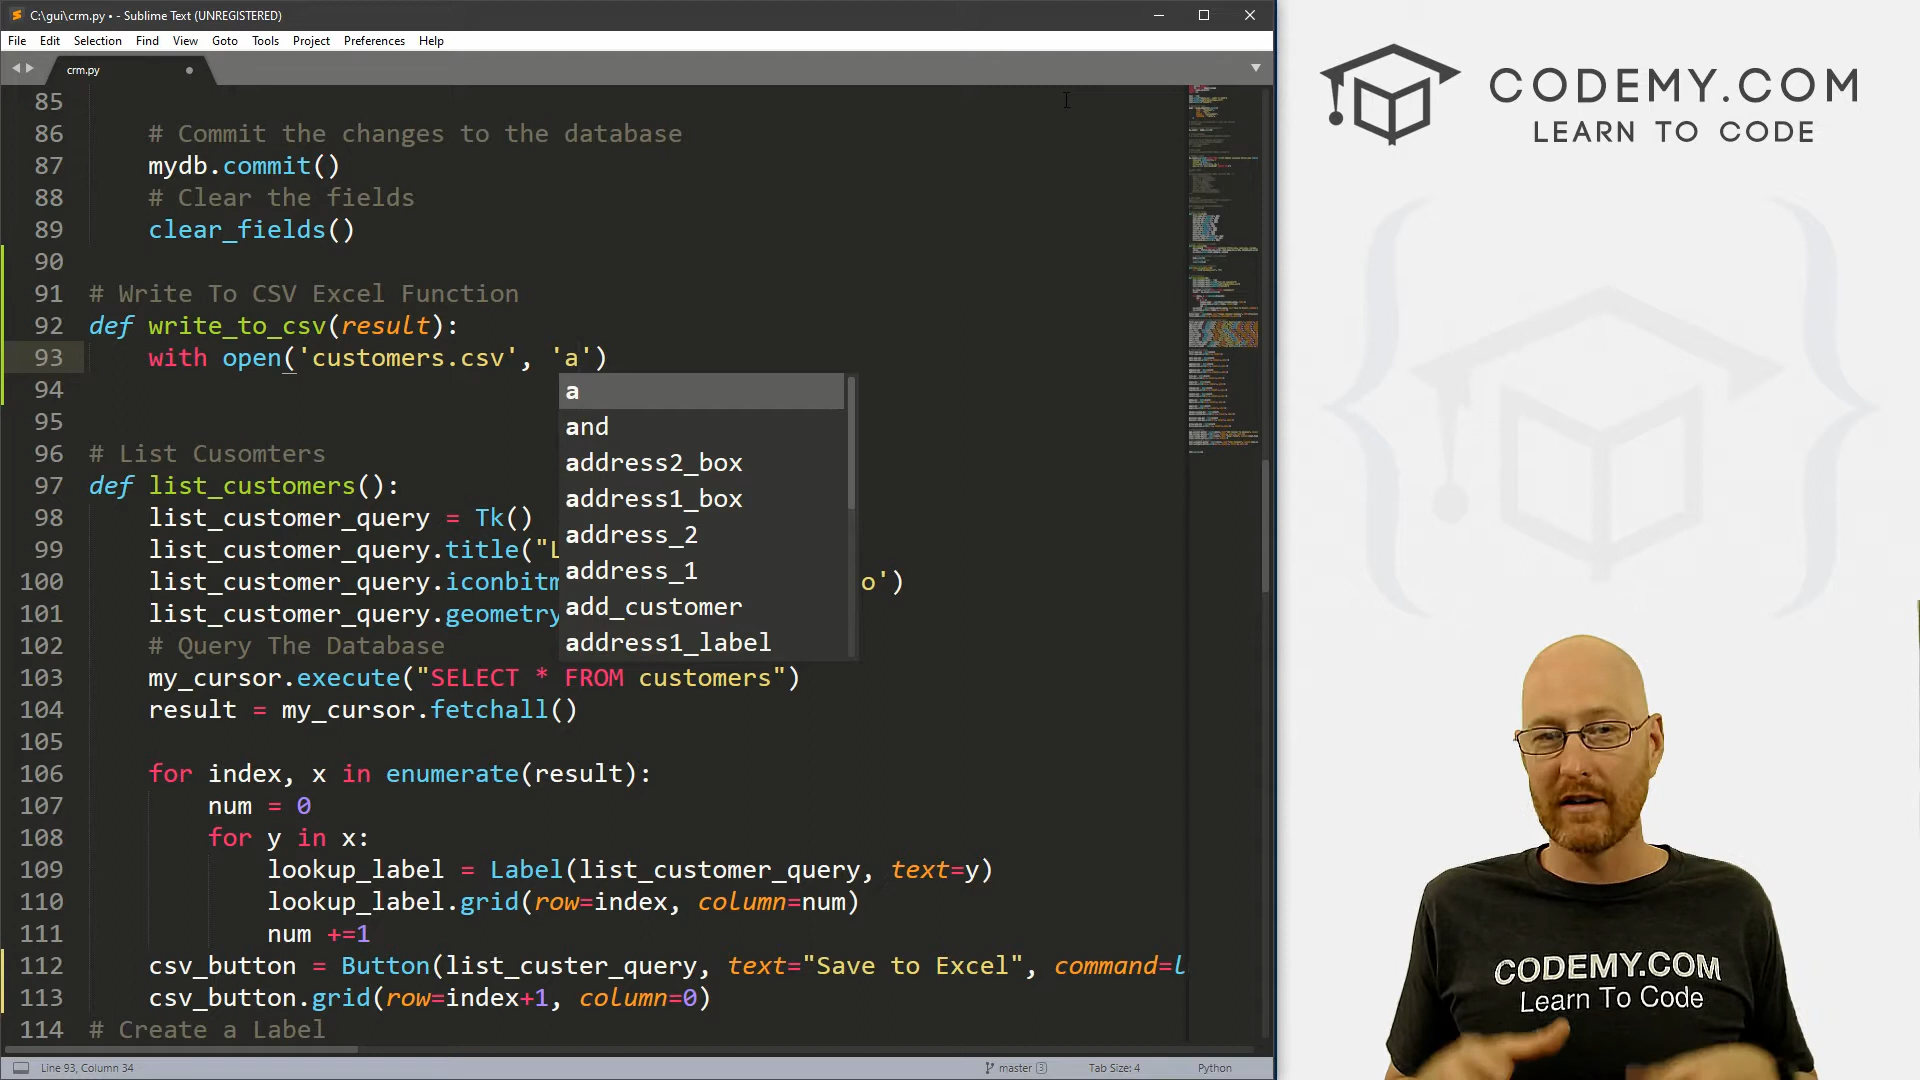 C:\gui\crm.py • - Sublime Text (UNREGISTERED)
File Edit Selection Find View Goto Tools Project Preferences Help
crm.py
85
86 # Commit the changes to the database
87 mydb.commit()
88 # Clear the fields
89 clear_fields()
90
91 # Write To CSV Excel Function
92 def write_to_csv(result):
93 with open('customers.csv', 'a')
94
95
96 # List Cusomters
97 def list_customers():
98 list_customer_query = Tk()
99 list_customer_query.title("L
100 list_customer_query.iconbitm o')
101 list_customer_query.geometry
102 # Query The Database
103 my_cursor.execute("SELECT * FROM customers")
104 result = my_cursor.fetchall()
105
106 for index, x in enumerate(result):
107 num = 0
108 for y in x:
109 lookup_label = Label(list_customer_query, text=y)
110 lookup_label.grid(row=index, column=num)
111 num +=1
112 csv_button = Button(list_custer_query, text="Save to Excel", command=l
113 csv_button.grid(row=index+1, column=0)
114 # Create a Label
a
and
address2_box
address1_box
address_2
address_1
add_customer
address1_label
Line 93, Column 34
master 3
Tab Size: 4
Python
CODEMY.COM
LEARN TO CODE
CODEMY.COM
Learn To Code